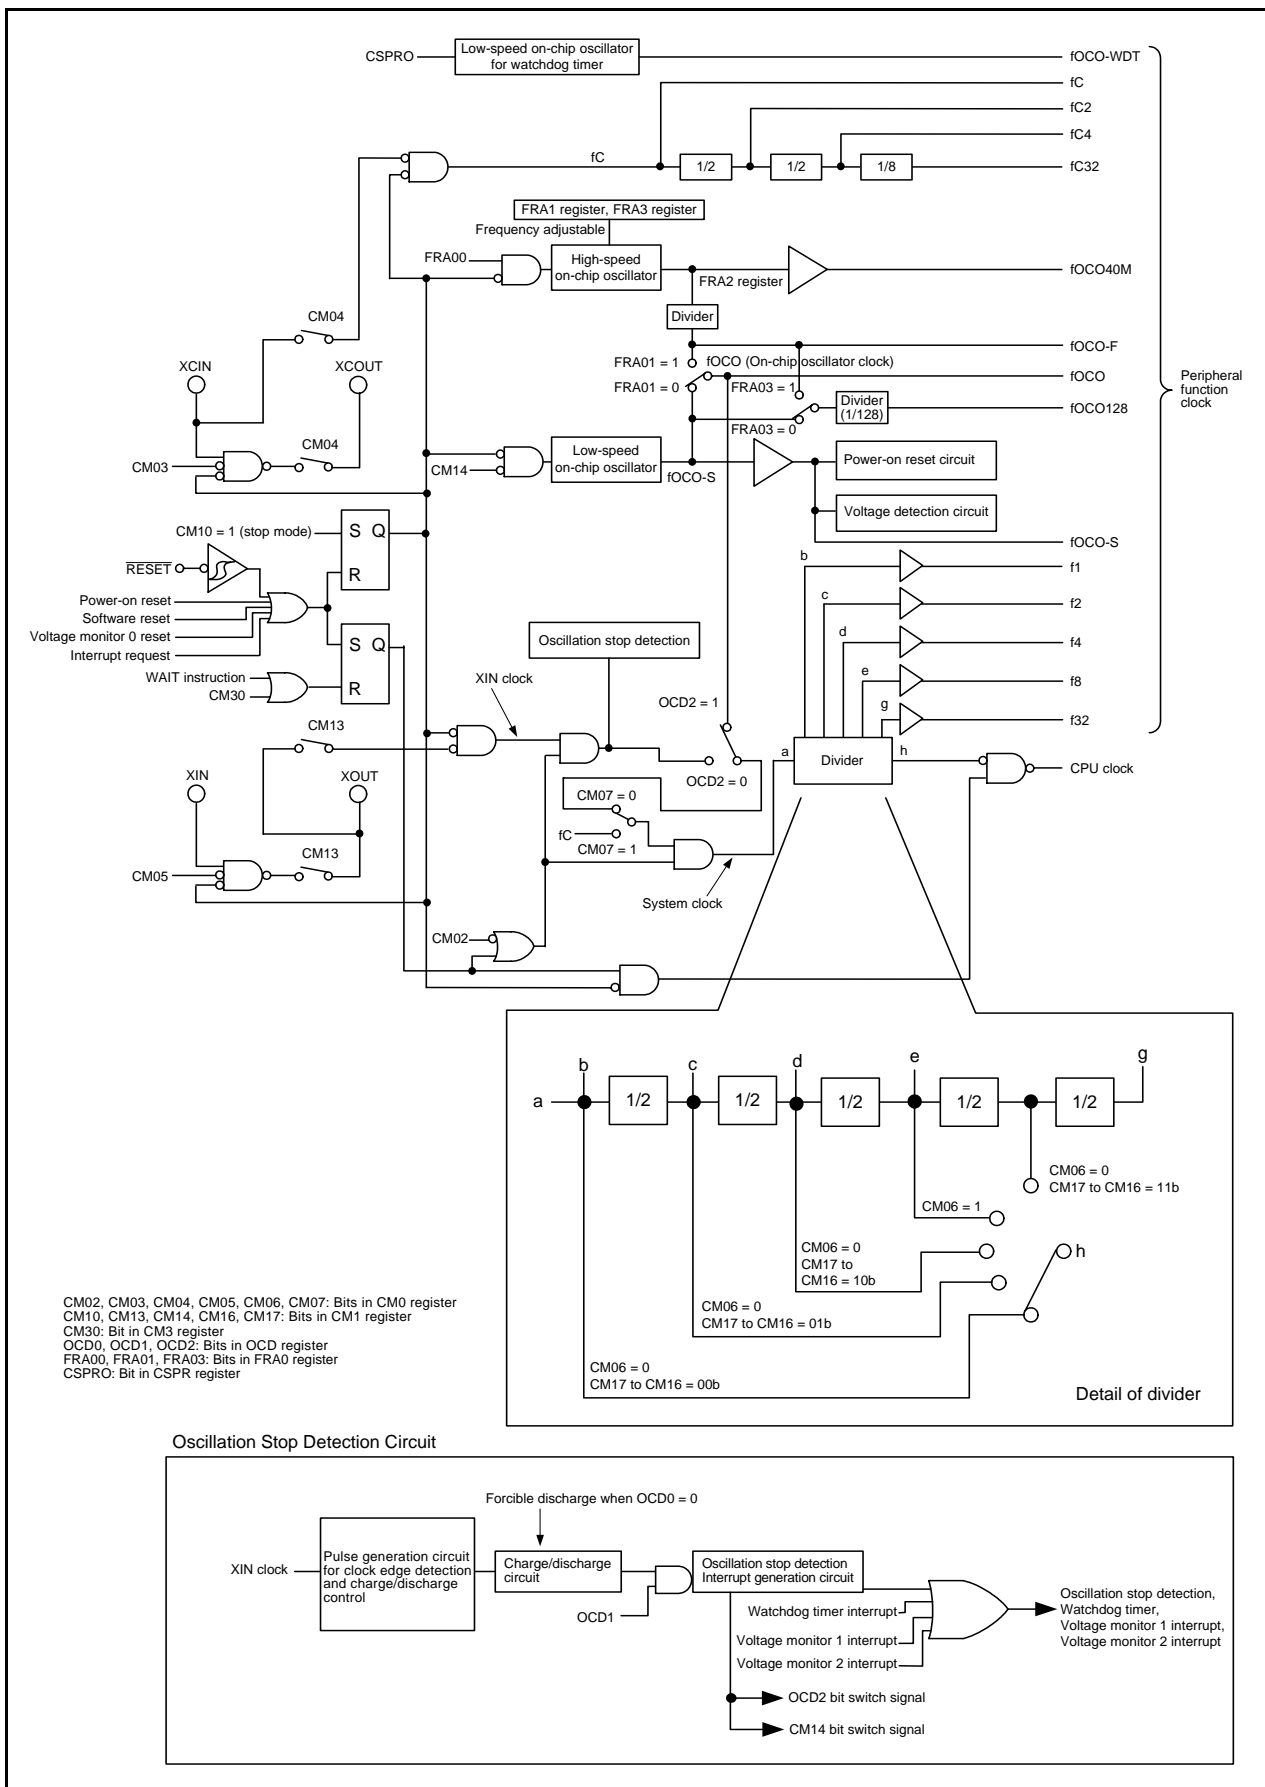 CSPRO
Low-speed on-chip oscillator
for watchdog timer
fOCO-WDT
fC
fC2
fC4
fC
1/2
1/2
1/8
fC32
FRA1 register, FRA3 register
Frequency adjustable
FRA00
High-speed
on-chip oscillator
FRA2 register
fOCO40M
Divider
CM04
XCIN
XCOUT
fOCO-F
FRA01 = 1
fOCO (On-chip oscillator clock)
FRA01 = 0
FRA03 = 1
fOCO
Divider
(1/128)
fOCO128
FRA03 = 0
Peripheral
function
clock
CM04
CM03
CM14
Low-speed
on-chip oscillator
fOCO-S
Power-on reset circuit
Voltage detection circuit
fOCO-S
CM10 = 1 (stop mode)
S Q
R
RESET
Power-on reset
Software reset
Voltage monitor 0 reset
Interrupt request
S Q
R
WAIT instruction
CM30
b
f1
c
f2
d
f4
e
f8
g
f32
Oscillation stop detection
XIN clock
OCD2 = 1
CM13
a
Divider
h
CPU clock
XIN
XOUT
OCD2 = 0
CM07 = 0
fC
CM07 = 1
CM13
CM05
System clock
CM02
b
c
d
e
g
a
1/2
1/2
1/2
1/2
1/2
CM06 = 0
CM17 to CM16 = 11b
CM06 = 1
CM06 = 0
CM17 to
CM16 = 10b
h
CM06 = 0
CM17 to CM16 = 01b
CM06 = 0
CM17 to CM16 = 00b
Detail of divider
CM02, CM03, CM04, CM05, CM06, CM07: Bits in CM0 register
CM10, CM13, CM14, CM16, CM17: Bits in CM1 register
CM30: Bit in CM3 register
OCD0, OCD1, OCD2: Bits in OCD register
FRA00, FRA01, FRA03: Bits in FRA0 register
CSPRO: Bit in CSPR register
Oscillation Stop Detection Circuit
Forcible discharge when OCD0 = 0
XIN clock
Pulse generation circuit
for clock edge detection
and charge/discharge
control
Charge/discharge
circuit
OCD1
Oscillation stop detection
Interrupt generation circuit
Watchdog timer interrupt
Voltage monitor 1 interrupt
Voltage monitor 2 interrupt
Oscillation stop detection,
Watchdog timer,
Voltage monitor 1 interrupt,
Voltage monitor 2 interrupt
OCD2 bit switch signal
CM14 bit switch signal